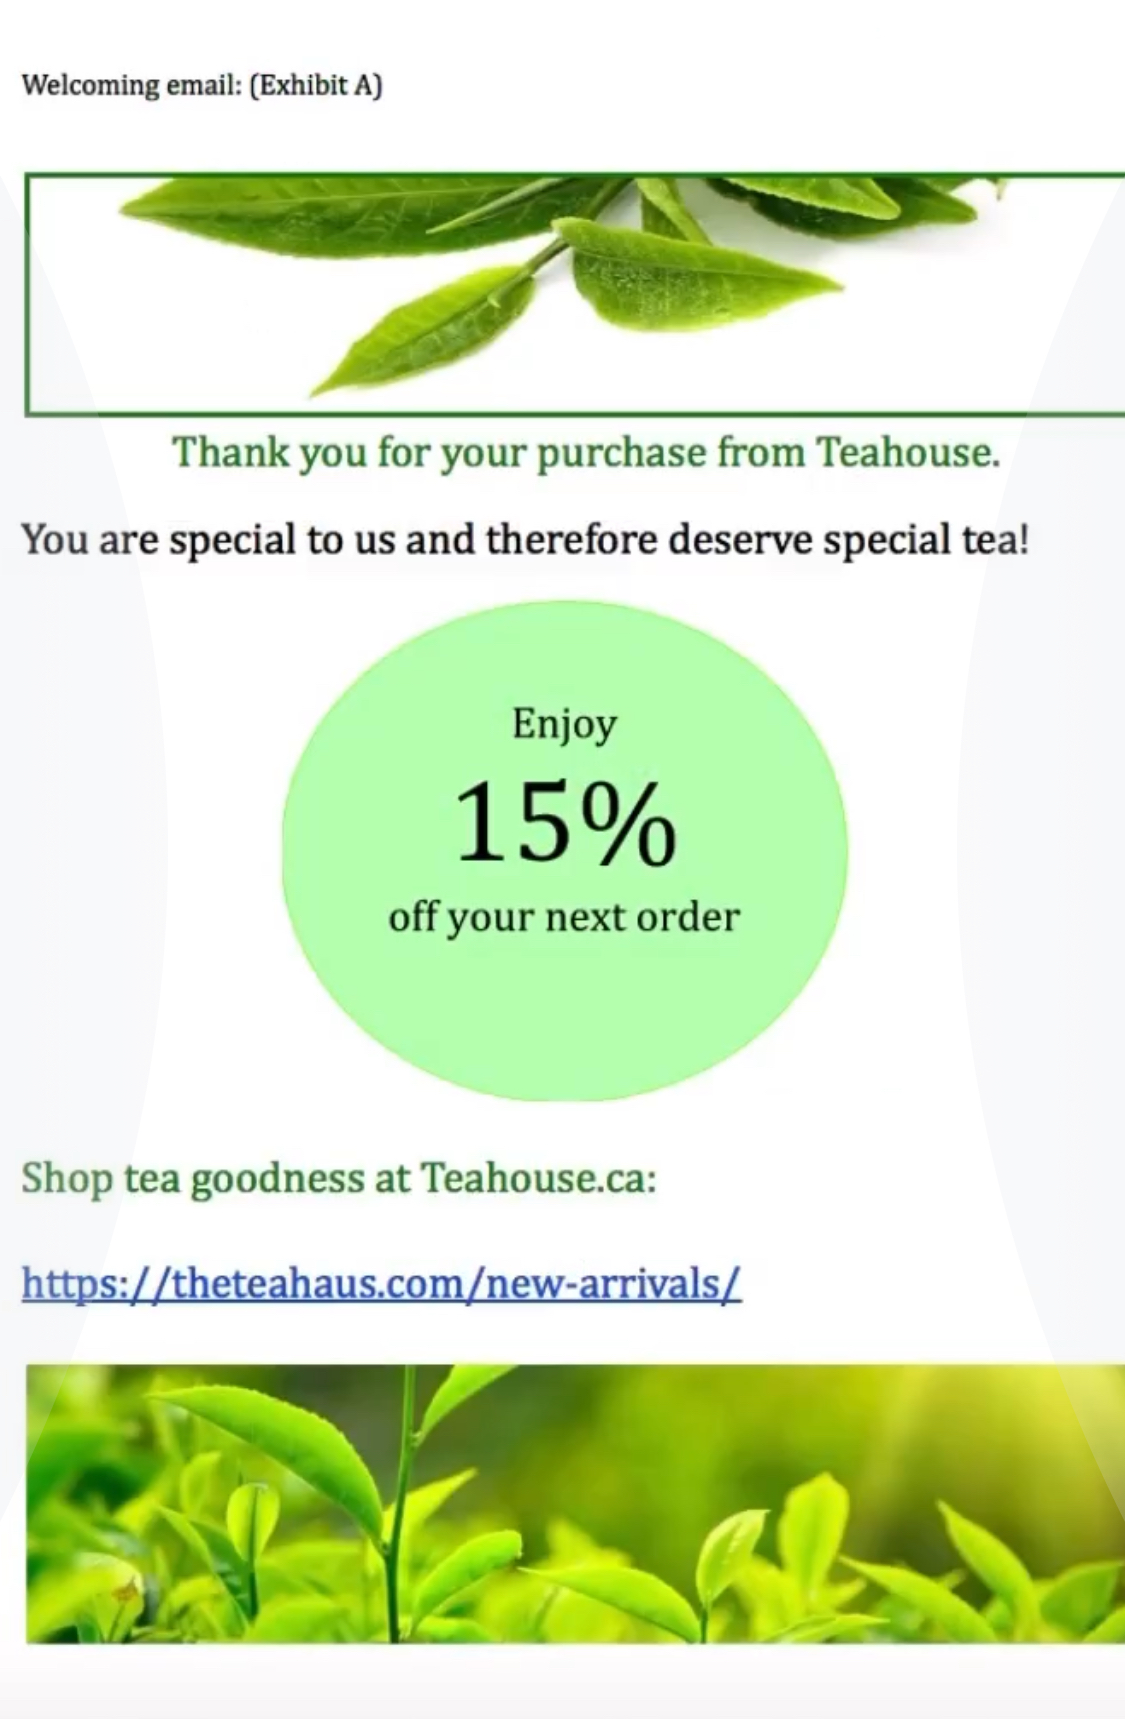 Welcoming email: (Exhibit A)
Thank you for your purchase from Teahouse.
You are special to us and therefore deserve special tea!
Enjoy
15%
off your next order
Shop tea goodness at Teahouse.ca:
https://theteahaus.com/new-arrivals/